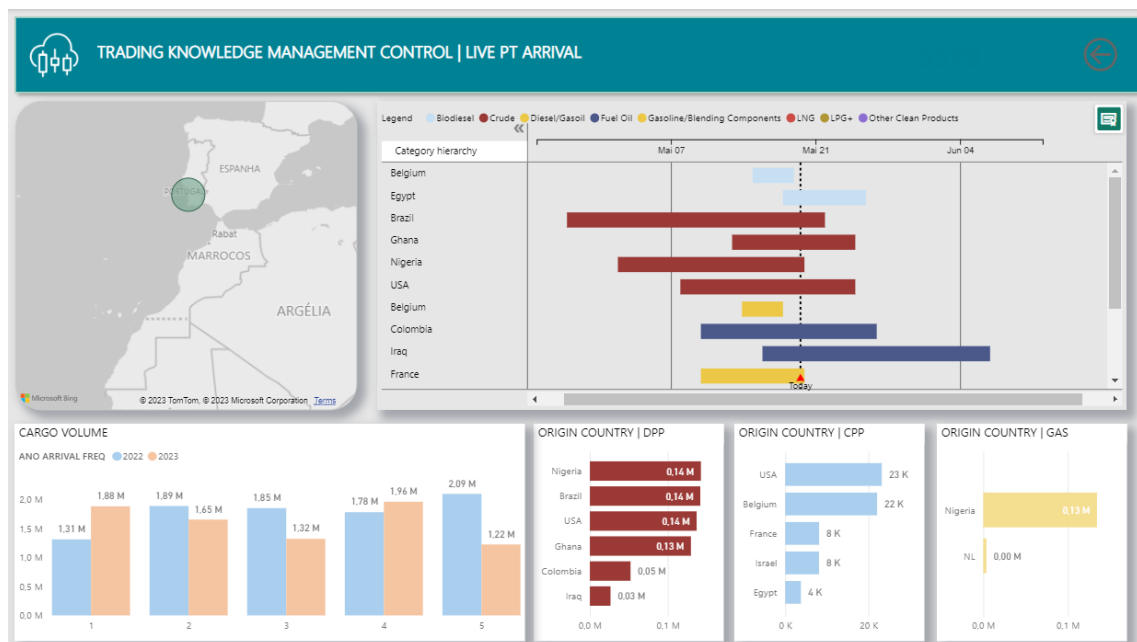 TRADING KNOWLEDGE MANAGEMENT CONTROL | LIVE PT ARRIVAL
ESPANHA
PORTUGAL
Rabat
MARROCOS
ARGÉLIA
Microsoft Bing
© 2023 TomTom, © 2023 Microsoft Corporation Terms
Legend Biodiesel Crude Diesel/Gasoil Fuel Oil Gasoline/Blending Components LNG LPG+ Other Clean Products
Category hierarchy
Mai 07 Mai 21 Jun 04
Belgium
Egypt
Brazil
Ghana
Nigeria
USA
Belgium
Colombia
Iraq
France
Today
CARGO VOLUME
ANO ARRIVAL FREQ 2022 2023
2,0 M
1,5 M
1,0 M
0,5 M
0,0 M
1,31 M 1,88 M 1,89 M 1,65 M 1,85 M 1,32 M 1,78 M 1,96 M 2,09 M 1,22 M
1 2 3 4 5
ORIGIN COUNTRY | DPP
Nigeria 0,14 M
Brazil 0,14 M
USA 0,14 M
Ghana 0,13 M
Colombia 0,05 M
Iraq 0,03 M
0,0 M 0,1 M
ORIGIN COUNTRY | CPP
USA 23 K
Belgium 22 K
France 8 K
Israel 8 K
Egypt 4 K
0 K 20 K
ORIGIN COUNTRY | GAS
Nigeria 0,13 M
NL 0,00 M
0,0 M 0,1 M